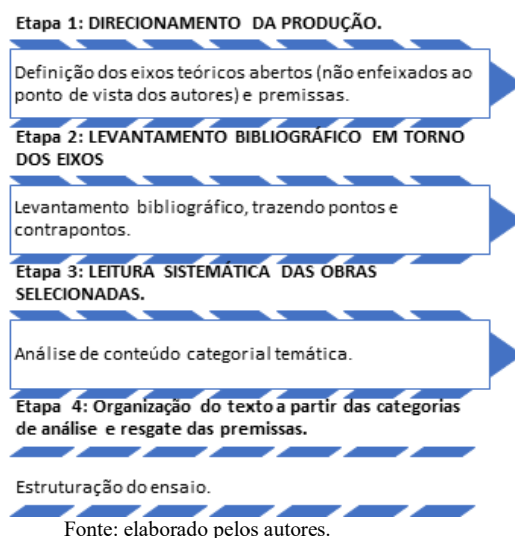 Etapa 1: DIRECIONAMENTO DA PRODUÇÃO.
Definição dos eixos teóricos abertos (não enfeixados ao
ponto de vista dos autores) e premissas.
Etapa 2: LEVANTAMENTO BIBLIOGRÁFICO EM TORNO
DOS EIXOS
Levantamento bibliográfico, trazendo pontos e
contrapontos.
Etapa 3: LEITURA SISTEMÁTICA DAS OBRAS
SELECIONADAS.
Análise de conteúdo categorial temática.
Etapa 4: Organização do texto a partir das categorias
de análise e resgate das premissas.
Estruturação do ensaio.
Fonte: elaborado pelos autores.